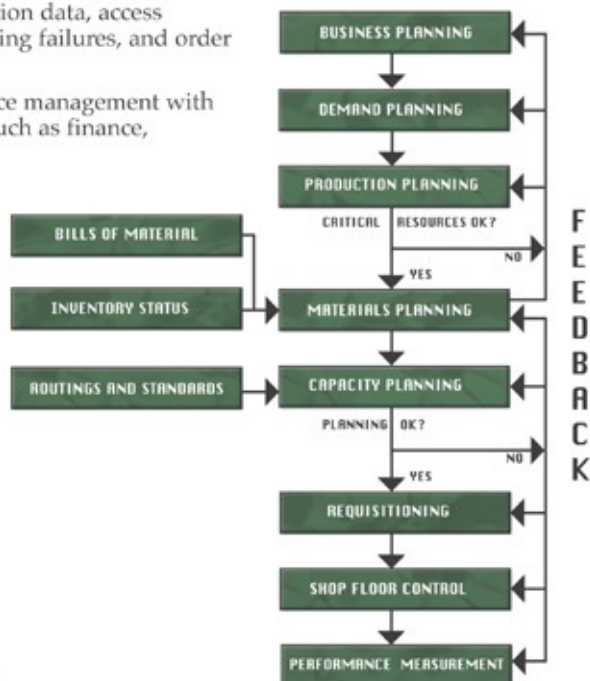 ion data, access
ing failures, and order
ce management with
uch as finance,
BUSINESS PLANNING
DEMAND PLANNING
PRODUCTION PLANNING
CRITICAL RESOURCES OK?
NO
YES
BILLS OF MATERIAL
INVENTORY STATUS
MATERIALS PLANNING
ROUTINGS AND STANDARDS
CAPACITY PLANNING
PLANNING OK?
NO
YES
REQUISITIONING
SHOP FLOOR CONTROL
PERFORMANCE MEASUREMENT
FEEDBACK